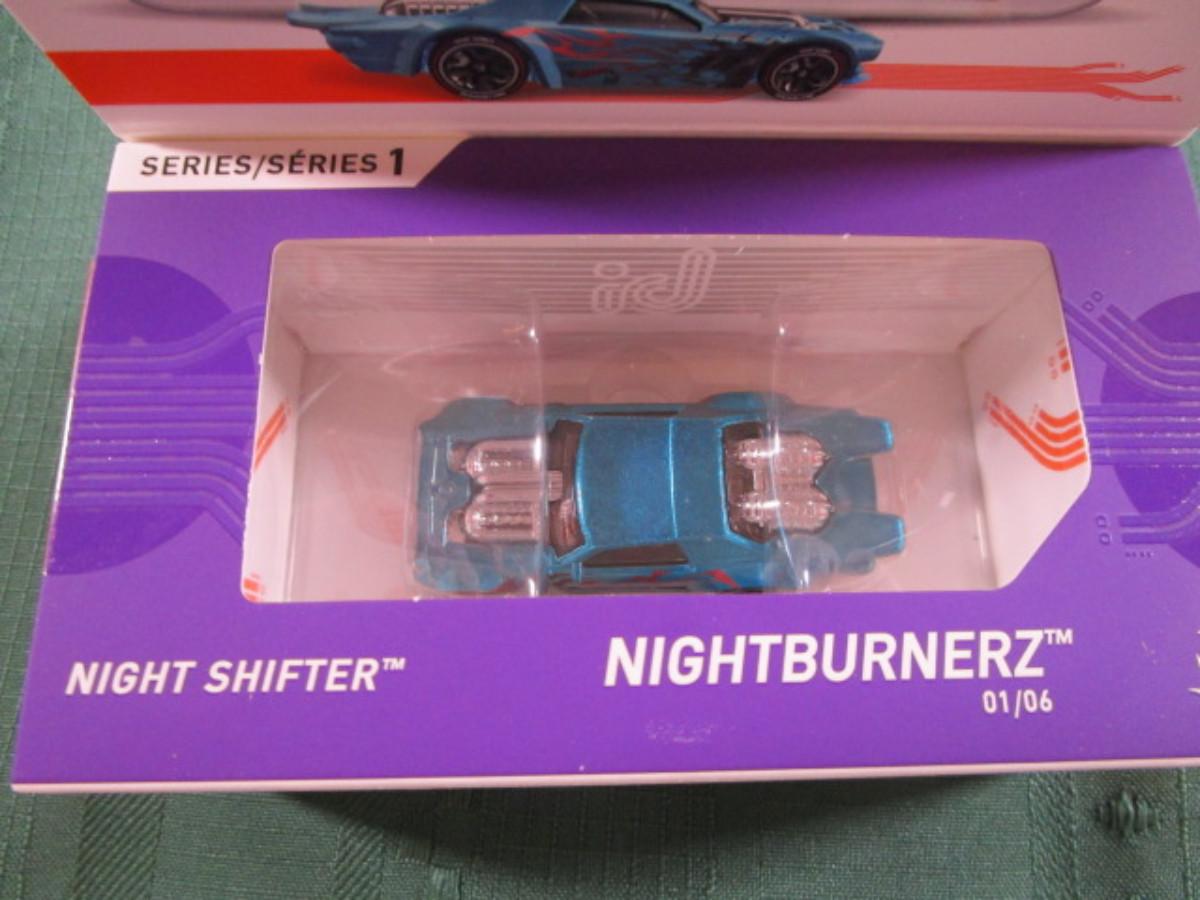 SERIES/SÉRIES 1
id
NIGHT SHIFTER™
NIGHTBURNERZ™
01/06